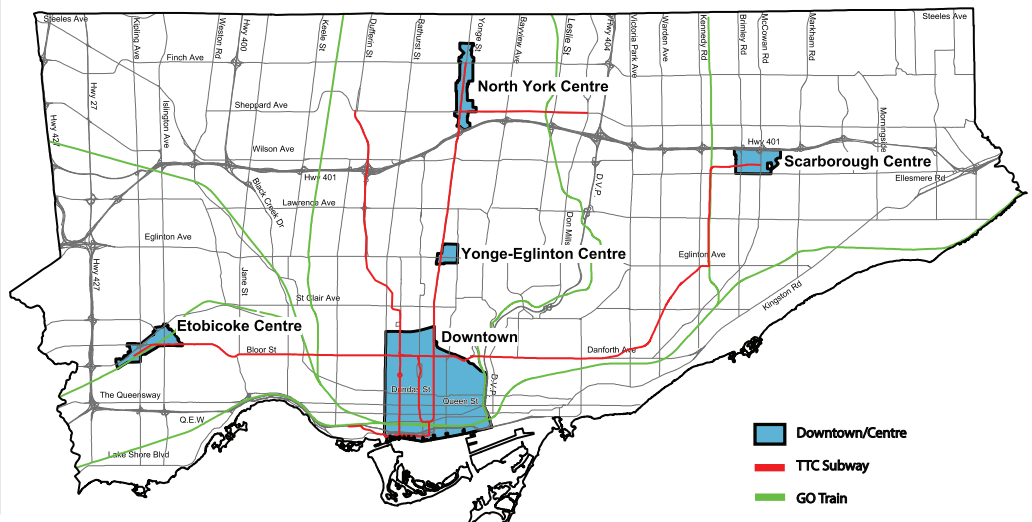 Steeles Ave
Kipling Ave
Weston Rd
Hwy 400
Keele St
Dufferin St
Bathurst St
Yonge St
Bayview Ave
Leslie St
Hwy 404
Victoria Park Ave
Warden Ave
Kennedy Rd
Brimley Rd
McCowan Rd
Markham Rd
Steeles Ave
Finch Ave
North York Centre
Hwy 27
Islington Ave
Sheppard Ave
Morningside
Hwy 427
Wilson Ave
Hwy 401
Hwy 401
Scarborough Centre
Ellesmere Rd
Black Creek Dr
Lawrence Ave
D.V.P.
Don Mills
Eglinton Ave
Yonge-Eglinton Centre
Eglinton Ave
Hwy 427
Jane St
St Clair Ave
Kingston Rd
Etobicoke Centre
Downtown
Bloor St
Danforth Ave
Dundas St
D.V.P.
The Queensway
Queen St
Q.E.W
Lake Shore Blvd
Downtown/Centre
TTC Subway
GO Train